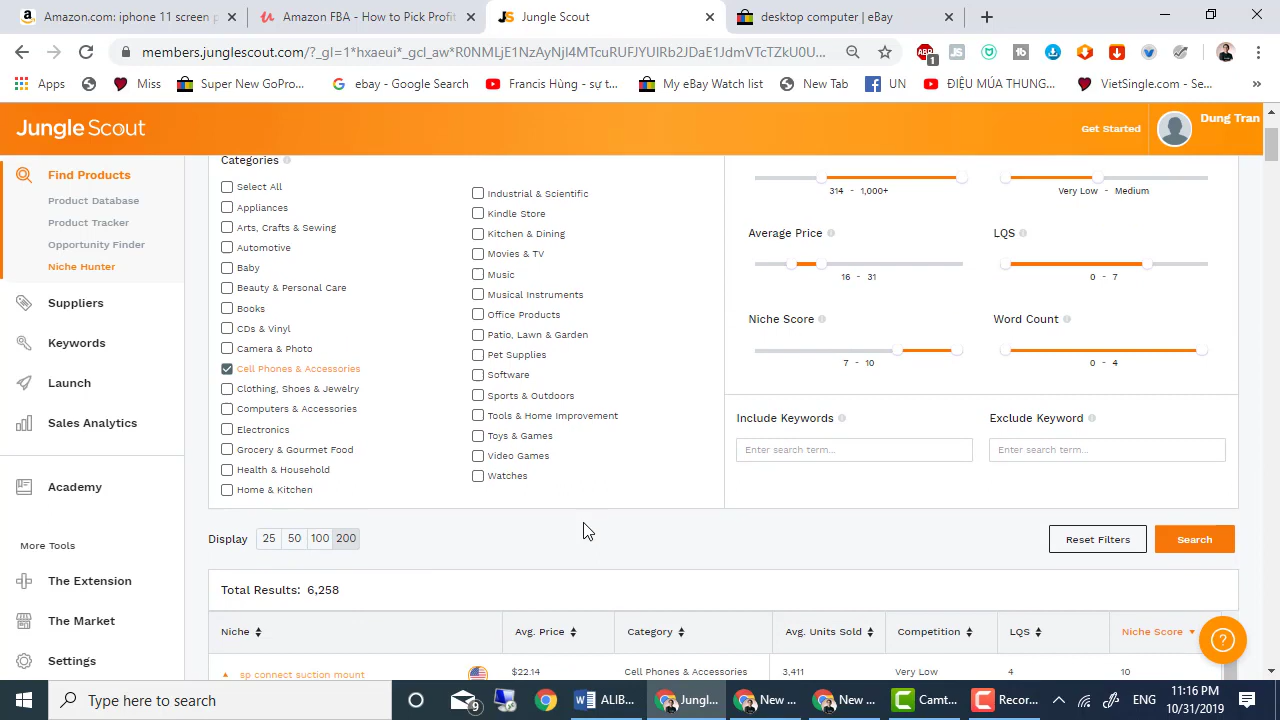 Amazon.com: iphone 11 screen p
Amazon FBA - How to Pick Profit
Jungle Scout
desktop computer | eBay
members.junglescout.com/?_gl=1*hxaeui*_gcl_aw*R0NMLjE1NzAyNjI4MTcuRUFJYUlRb2JDaE1JdmVTcTZKU0U...
Apps
Miss
Super New GoPro...
ebay - Google Search
Francis Hùng - sự t...
My eBay Watch list
New Tab
UN
ĐIỆU MÚA THUNG...
VietSingle.com - Se...
Jungle Scout
Get Started
Dung Tran
Find Products
Product Database
Product Tracker
Opportunity Finder
Niche Hunter
Suppliers
Keywords
Launch
Sales Analytics
Academy
More Tools
The Extension
The Market
Settings
Categories
Select All
Appliances
Arts, Crafts & Sewing
Automotive
Baby
Beauty & Personal Care
Books
CDs & Vinyl
Camera & Photo
Cell Phones & Accessories
Clothing, Shoes & Jewelry
Computers & Accessories
Electronics
Grocery & Gourmet Food
Health & Household
Home & Kitchen
Industrial & Scientific
Kindle Store
Kitchen & Dining
Movies & TV
Music
Musical Instruments
Office Products
Patio, Lawn & Garden
Pet Supplies
Software
Sports & Outdoors
Tools & Home Improvement
Toys & Games
Video Games
Watches
314 - 1,000+
Very Low - Medium
Average Price
LQS
16 - 31
0 - 7
Niche Score
Word Count
7 - 10
0 - 4
Include Keywords
Exclude Keyword
Enter search term...
Enter search term...
Display 25 50 100 200
Reset Filters
Search
Total Results: 6,258
Niche Avg. Price Category Avg. Units Sold Competition LQS Niche Score
sp connect suction mount $22.14 Cell Phones & Accessories 3,411 Very Low 4 10
Type here to search
9
ALIB...
Jungl...
New ...
New ...
Camt...
Recor...
ENG
11:16 PM
10/31/2019